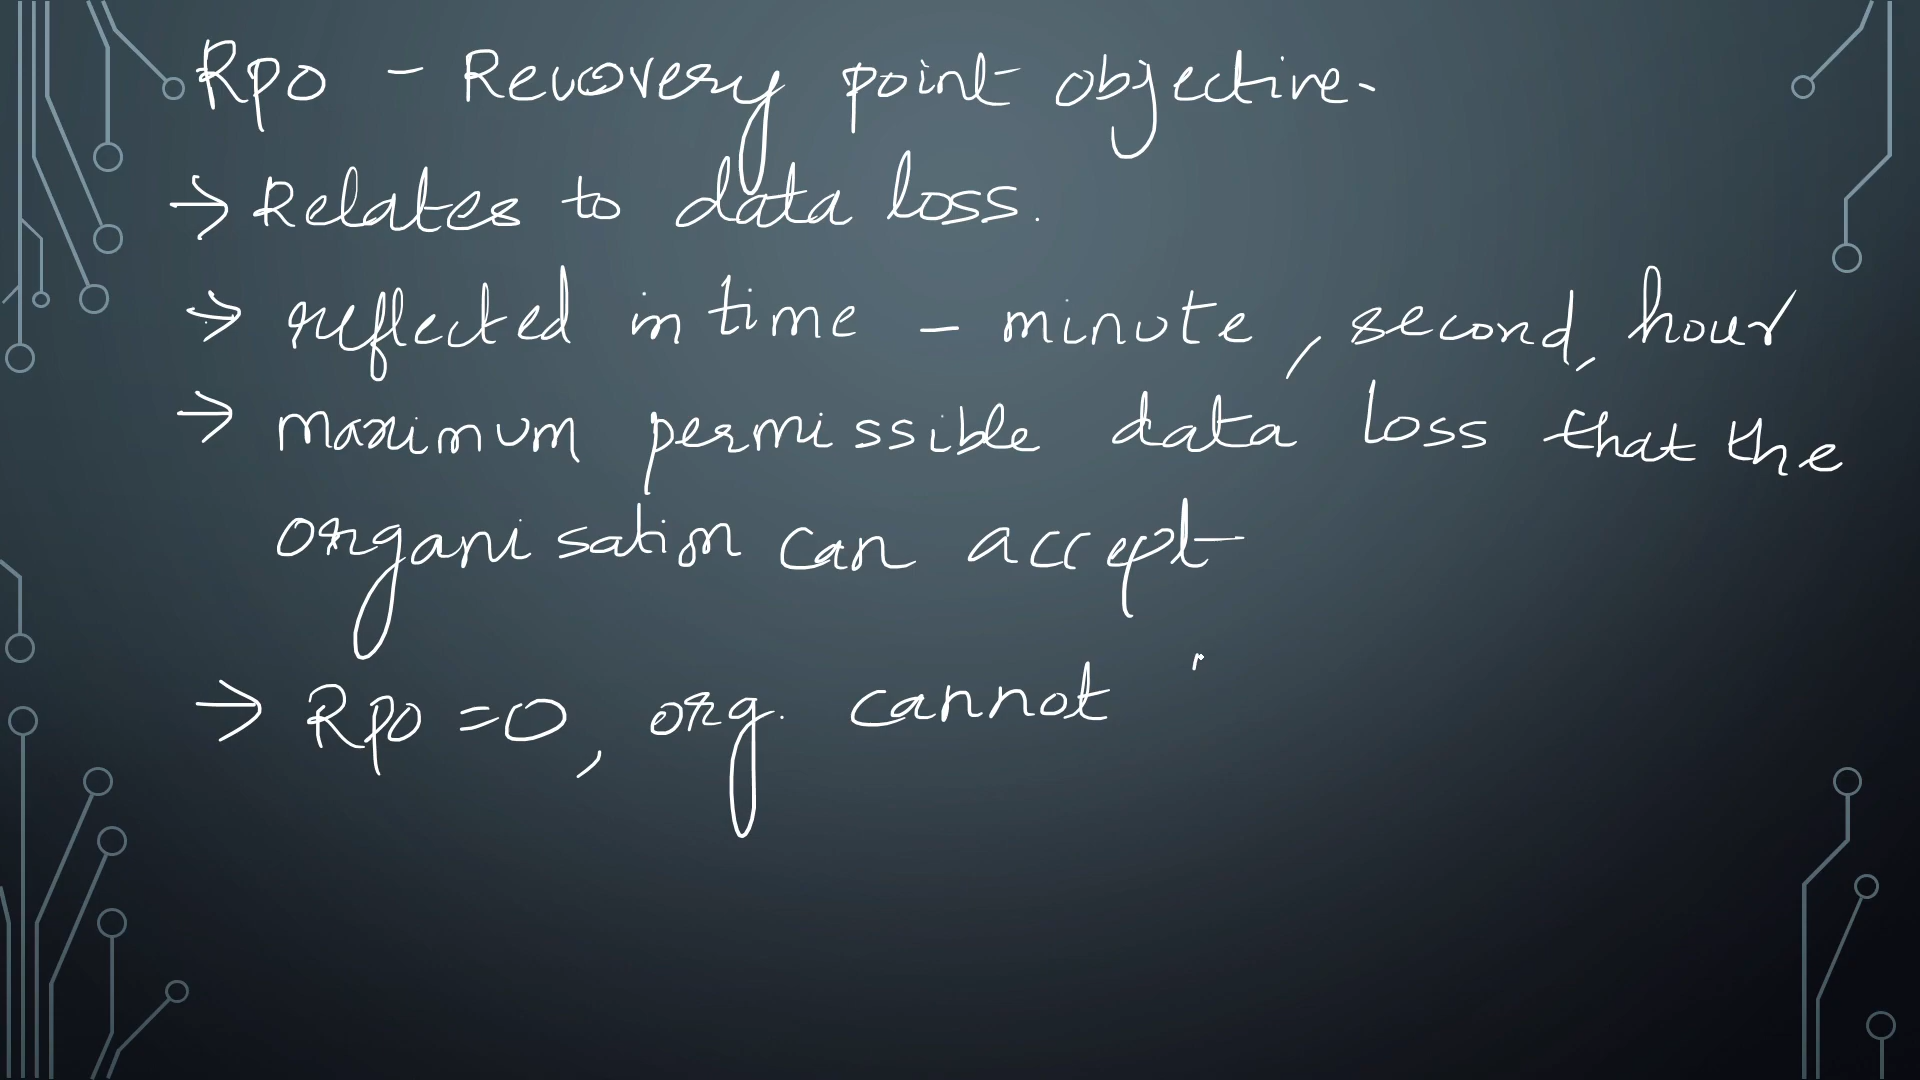 Rpo - Recovery point objective.
→ Relates to data loss.
→ reflected in time - minute, second, hour
→ maximum permissible data loss that the
organisation can accept
→ Rpo = 0, org. cannot